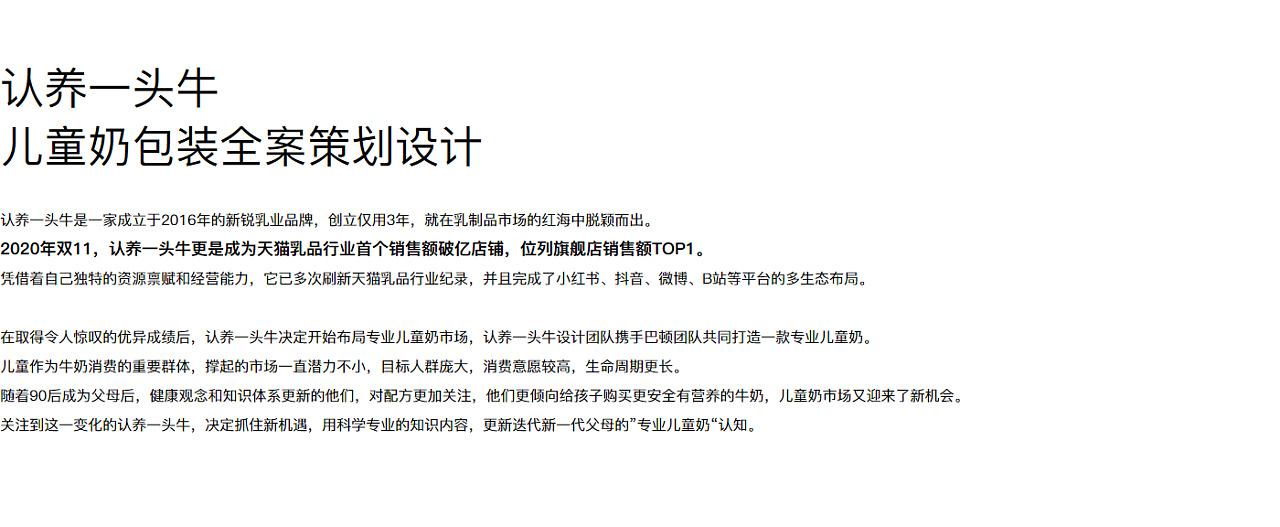 认养一头牛
儿童奶包装全案策划设计
认养一头牛是一家成立于2016年的新锐乳业品牌，创立仅用3年，就在乳制品市场的红海中脱颖而出。
2020年双11，认养一头牛更是成为天猫乳品行业首个销售额破亿店铺，位列旗舰店销售额TOP1。
凭借着自己独特的资源禀赋和经营能力，它已多次刷新天猫乳品行业纪录，并且完成了小红书、抖音、微博、B站等平台的多生态布局。
在取得令人惊叹的优异成绩后，认养一头牛决定开始布局专业儿童奶市场，认养一头牛设计团队携手巴顿团队共同打造一款专业儿童奶。
儿童作为牛奶消费的重要群体，撑起的市场一直潜力不小，目标人群庞大，消费意愿较高，生命周期更长。
随着90后成为父母后，健康观念和知识体系更新的他们，对配方更加关注，他们更倾向给孩子购买更安全有营养的牛奶，儿童奶市场又迎来了新机会。
关注到这一变化的认养一头牛，决定抓住新机遇，用科学专业的知识内容，更新迭代新一代父母的”专业儿童奶“认知。